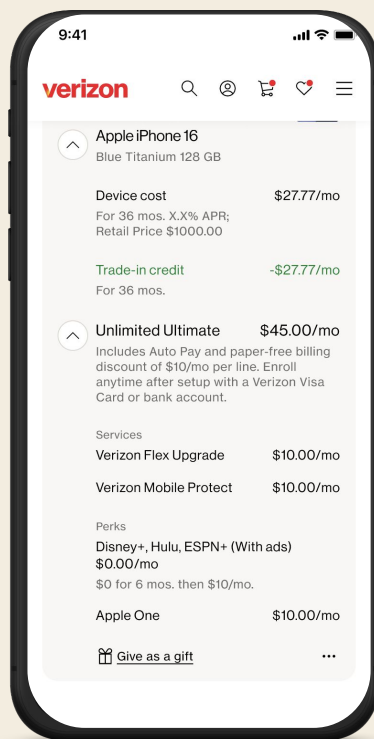 9:41
verizon
Apple iPhone 16
Blue Titanium 128 GB
Device cost $27.77/mo
For 36 mos. X.X% APR;
Retail Price $1000.00
Trade-in credit -$27.77/mo
For 36 mos.
Unlimited Ultimate $45.00/mo
Includes Auto Pay and paper-free billing
discount of $10/mo per line. Enroll
anytime after setup with a Verizon Visa
Card or bank account.
Services
Verizon Flex Upgrade $10.00/mo
Verizon Mobile Protect $10.00/mo
Perks
Disney+, Hulu, ESPN+ (With ads)
$0.00/mo
$0 for 6 mos. then $10/mo.
Apple One $10.00/mo
Give as a gift